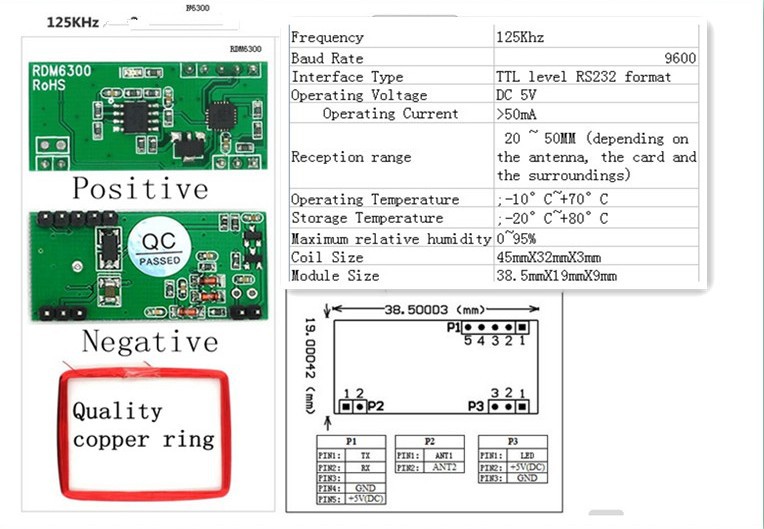 125KHz
RDM6300
RDM6300
RoHS
Positive
QC
PASSED
Negative
Quality
copper ring
Frequency 125Khz
Baud Rate 9600
Interface Type TTL level RS232 format
Operating Voltage DC 5V
Operating Current >50mA
Reception range 20 ~ 50MM (depending on
the antenna, the card and
the surroundings)
Operating Temperature ;-10° C~+70° C
Storage Temperature ;-20° C~+80° C
Maximum relative humidity 0~95%
Coil Size 45mmX32mmX3mm
Module Size 38.5mmX19mmX9mm
38.50003 (mm)
19.00042 (mm)
P1
5 4 3 2 1
1 2
P2
3 2 1
P3
P1
PIN1: TX
PIN2: RX
PIN3:
PIN4: GND
PIN5: +5V(DC)
P2
PIN1: ANT1
PIN2: ANT2
P3
PIN1: LED
PIN2: +5V(DC)
PIN3: GND